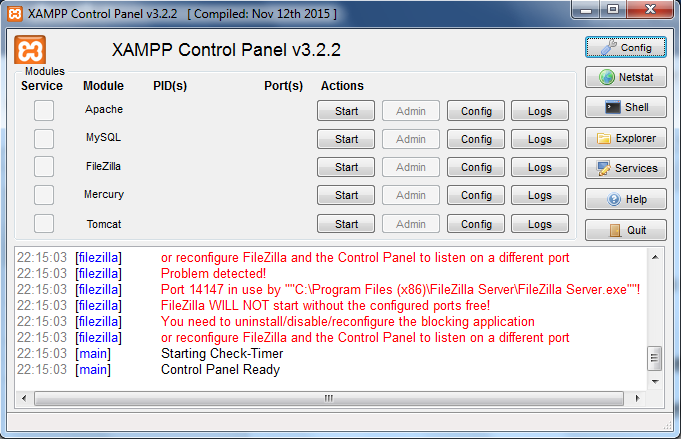 XAMPP Control Panel v3.2.2 [ Compiled: Nov 12th 2015 ]
XAMPP Control Panel v3.2.2
Config
Modules
Service Module PID(s) Port(s) Actions
Netstat
Apache Start Admin Config Logs
Shell
MySQL Start Admin Config Logs
Explorer
FileZilla Start Admin Config Logs
Services
Mercury Start Admin Config Logs
Help
Tomcat Start Admin Config Logs
Quit
22:15:03 [filezilla] or reconfigure FileZilla and the Control Panel to listen on a different port
22:15:03 [filezilla] Problem detected!
22:15:03 [filezilla] Port 14147 in use by ""C:\Program Files (x86)\FileZilla Server\FileZilla Server.exe""!
22:15:03 [filezilla] FileZilla WILL NOT start without the configured ports free!
22:15:03 [filezilla] You need to uninstall/disable/reconfigure the blocking application
22:15:03 [filezilla] or reconfigure FileZilla and the Control Panel to listen on a different port
22:15:03 [main] Starting Check-Timer
22:15:03 [main] Control Panel Ready